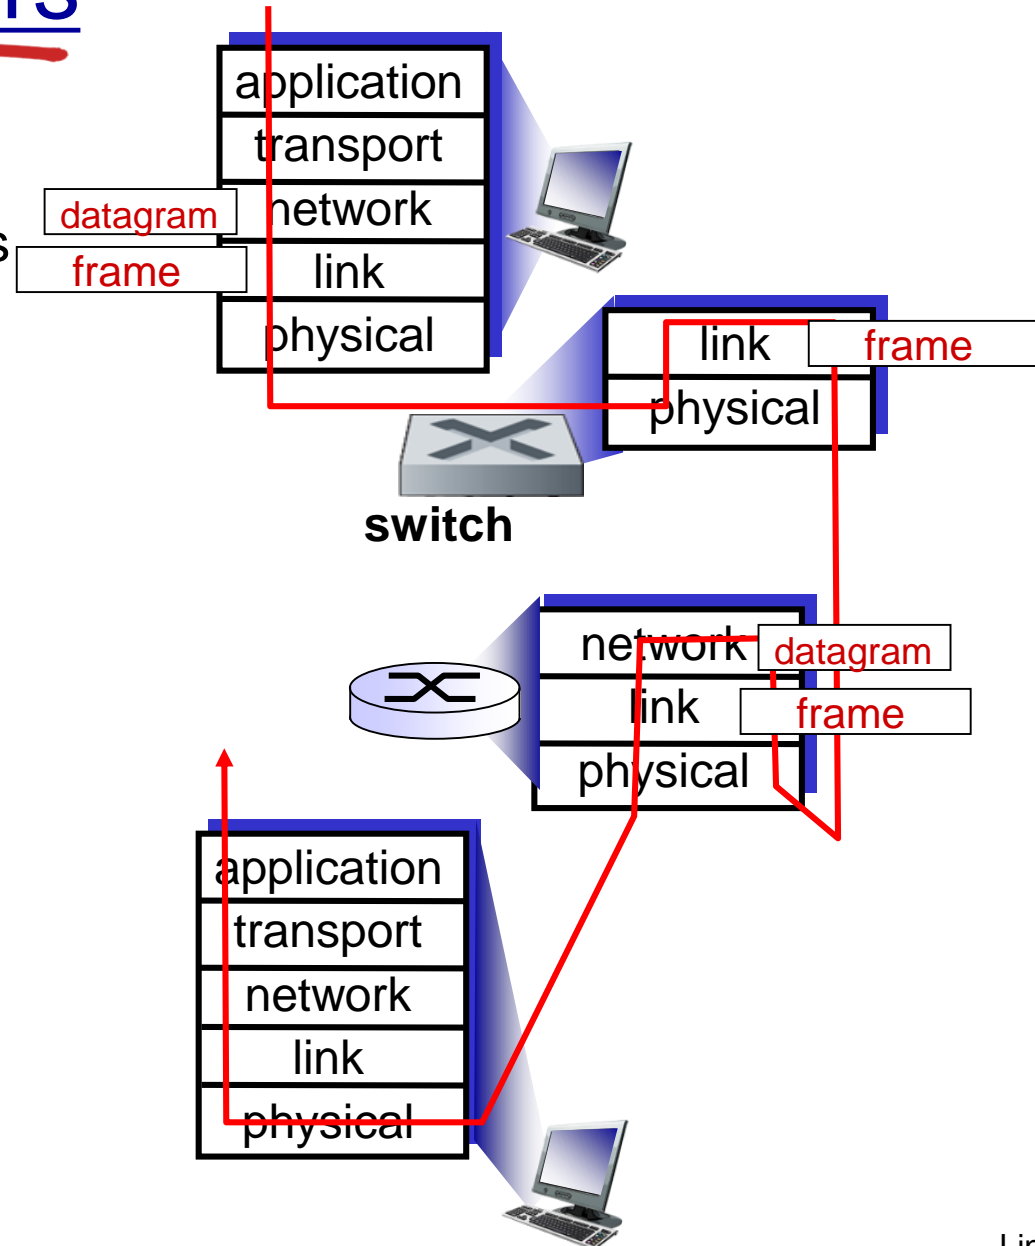 application
transport
datagram network
s
frame link
physical
link frame
physical
switch
network datagram
link frame
physical
application
transport
network
link
physical